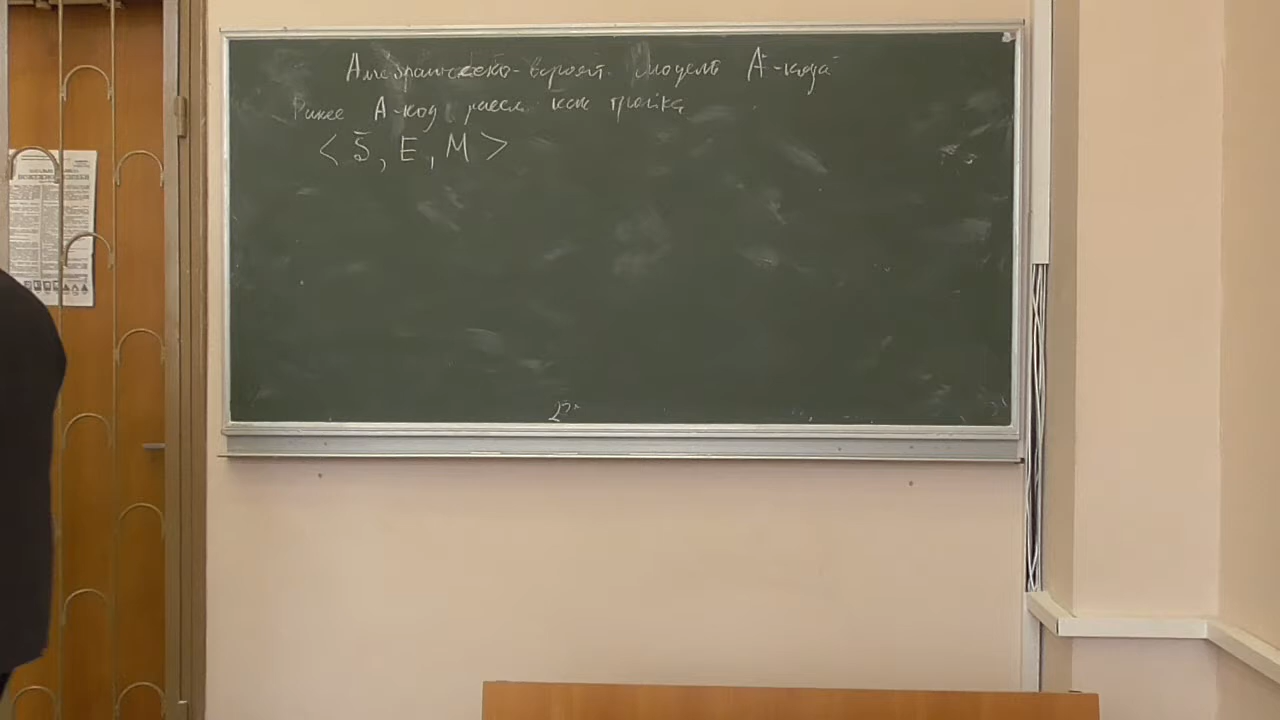 Алгебраическо-вероят. модель А-кода
Ранее А-код рассм. как тройка
< S̄, E, M >